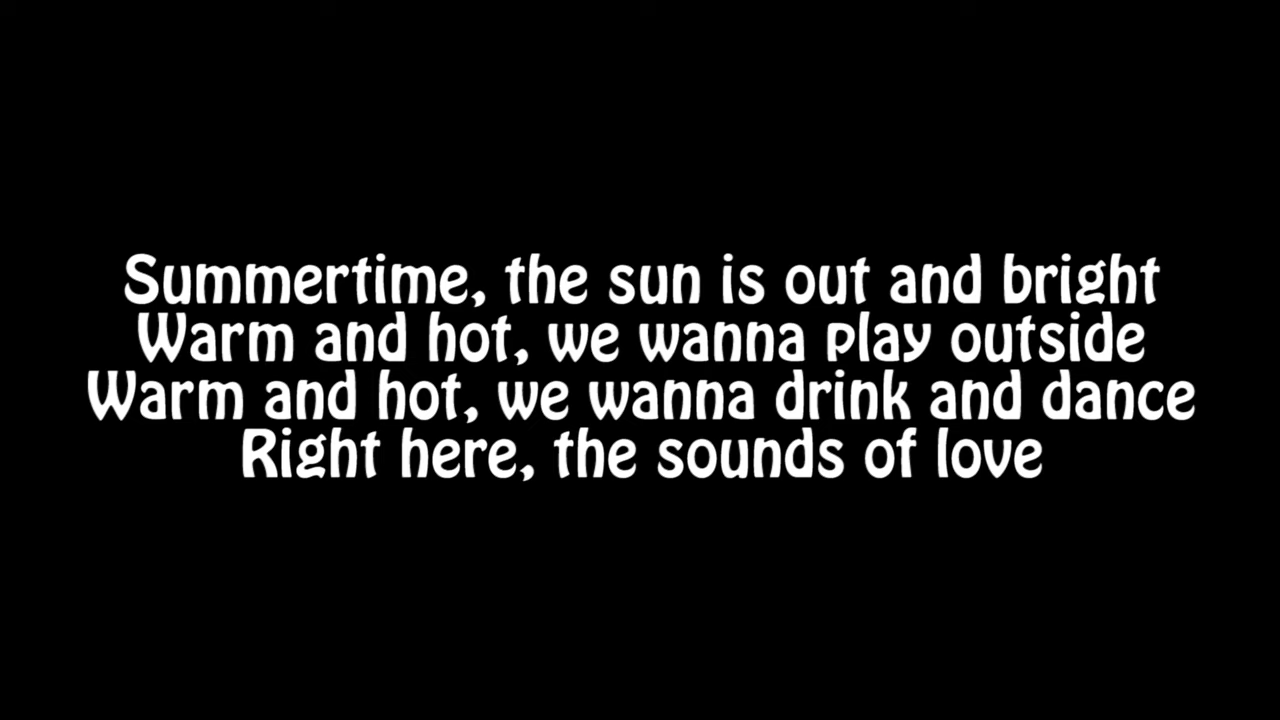 Summertime, the sun is out and bright
Warm and hot, we wanna play outside
Warm and hot, we wanna drink and dance
Right here, the sounds of love